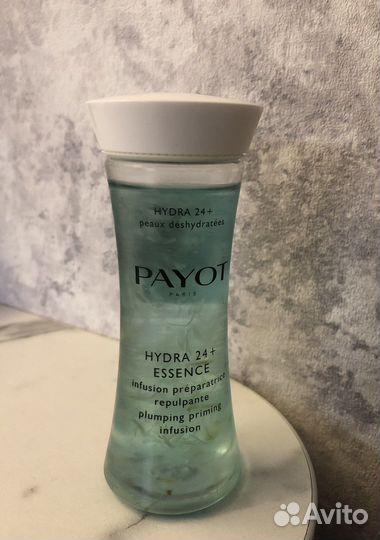 HYDRA 24+
peaux déshydratées
PAYOT
PARIS
HYDRA 24+
ESSENCE
infusion préparatrice
repulpante
plumping priming
infusion
Avito